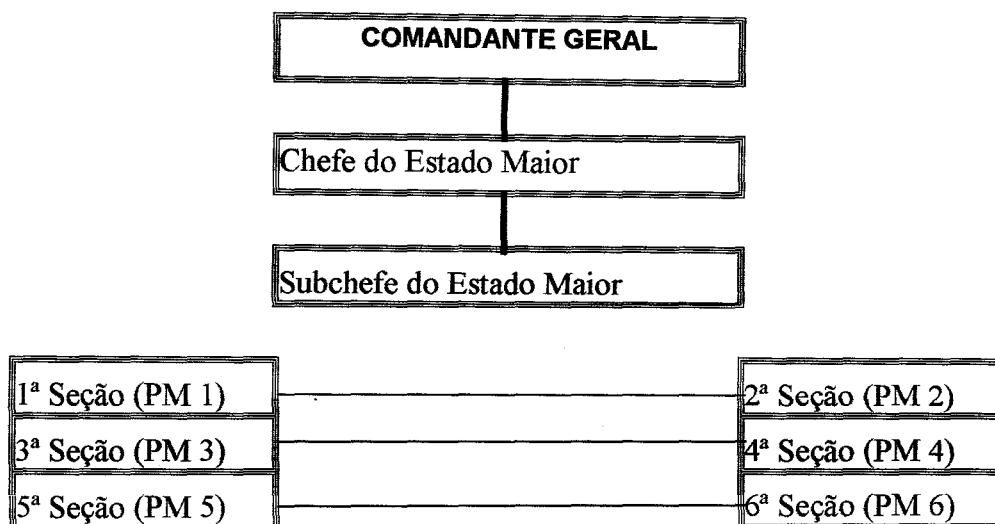 COMANDANTE GERAL
Chefe do Estado Maior
Subchefe do Estado Maior
1ª Seção (PM 1)
2ª Seção (PM 2)
3ª Seção (PM 3)
4ª Seção (PM 4)
5ª Seção (PM 5)
6ª Seção (PM 6)